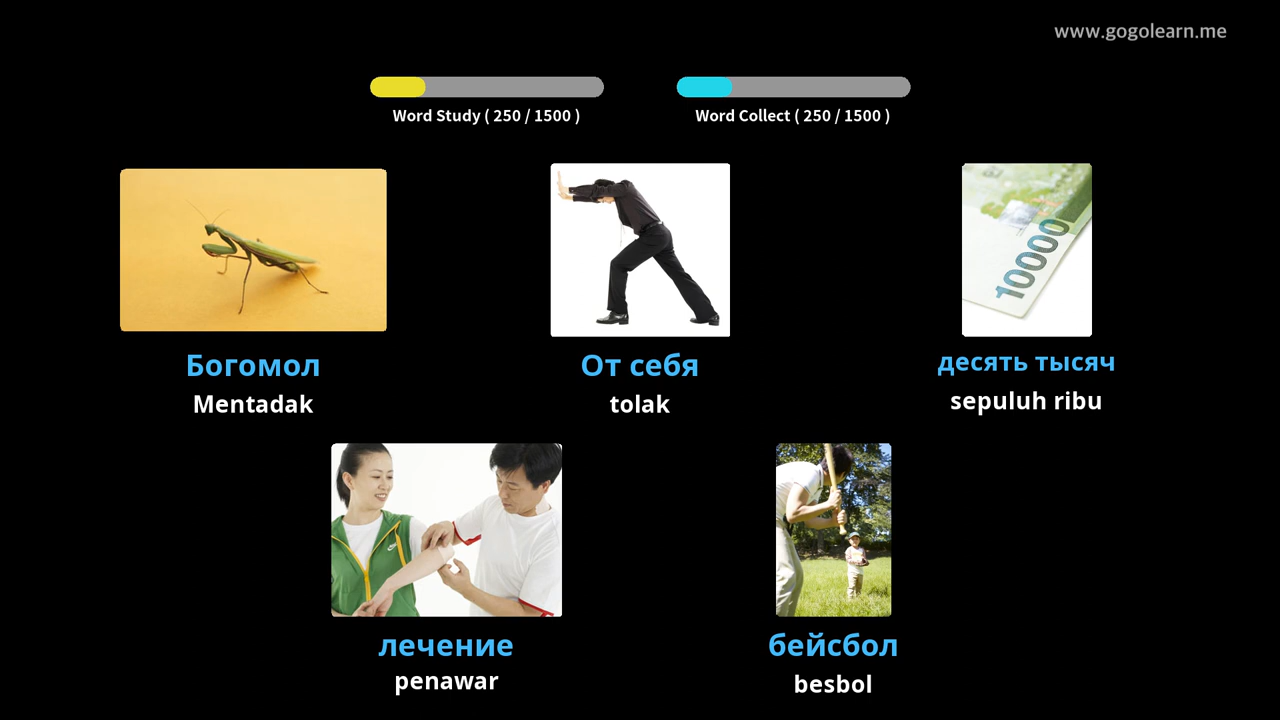 www.gogolearn.me
Word Study ( 250 / 1500 )
Word Collect ( 250 / 1500 )
10000
Богомол
Mentadak
От себя
tolak
десять тысяч
sepuluh ribu
лечение
penawar
бейсбол
besbol